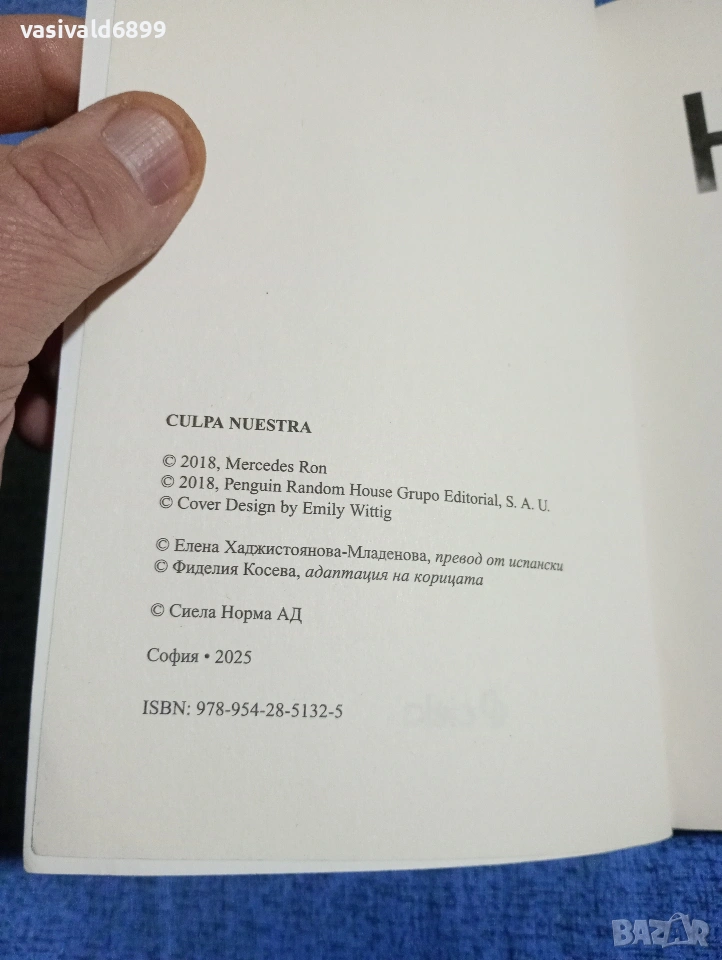 vasivald6899
CULPA NUESTRA
© 2018, Mercedes Ron
© 2018, Penguin Random House Grupo Editorial, S. A. U.
© Cover Design by Emily Wittig
© Елена Хаджистоянова-Младенова, превод от испански
© Фиделия Косева, адаптация на корицата
© Сиела Норма АД
София • 2025
ISBN: 978-954-28-5132-5
BAZAR